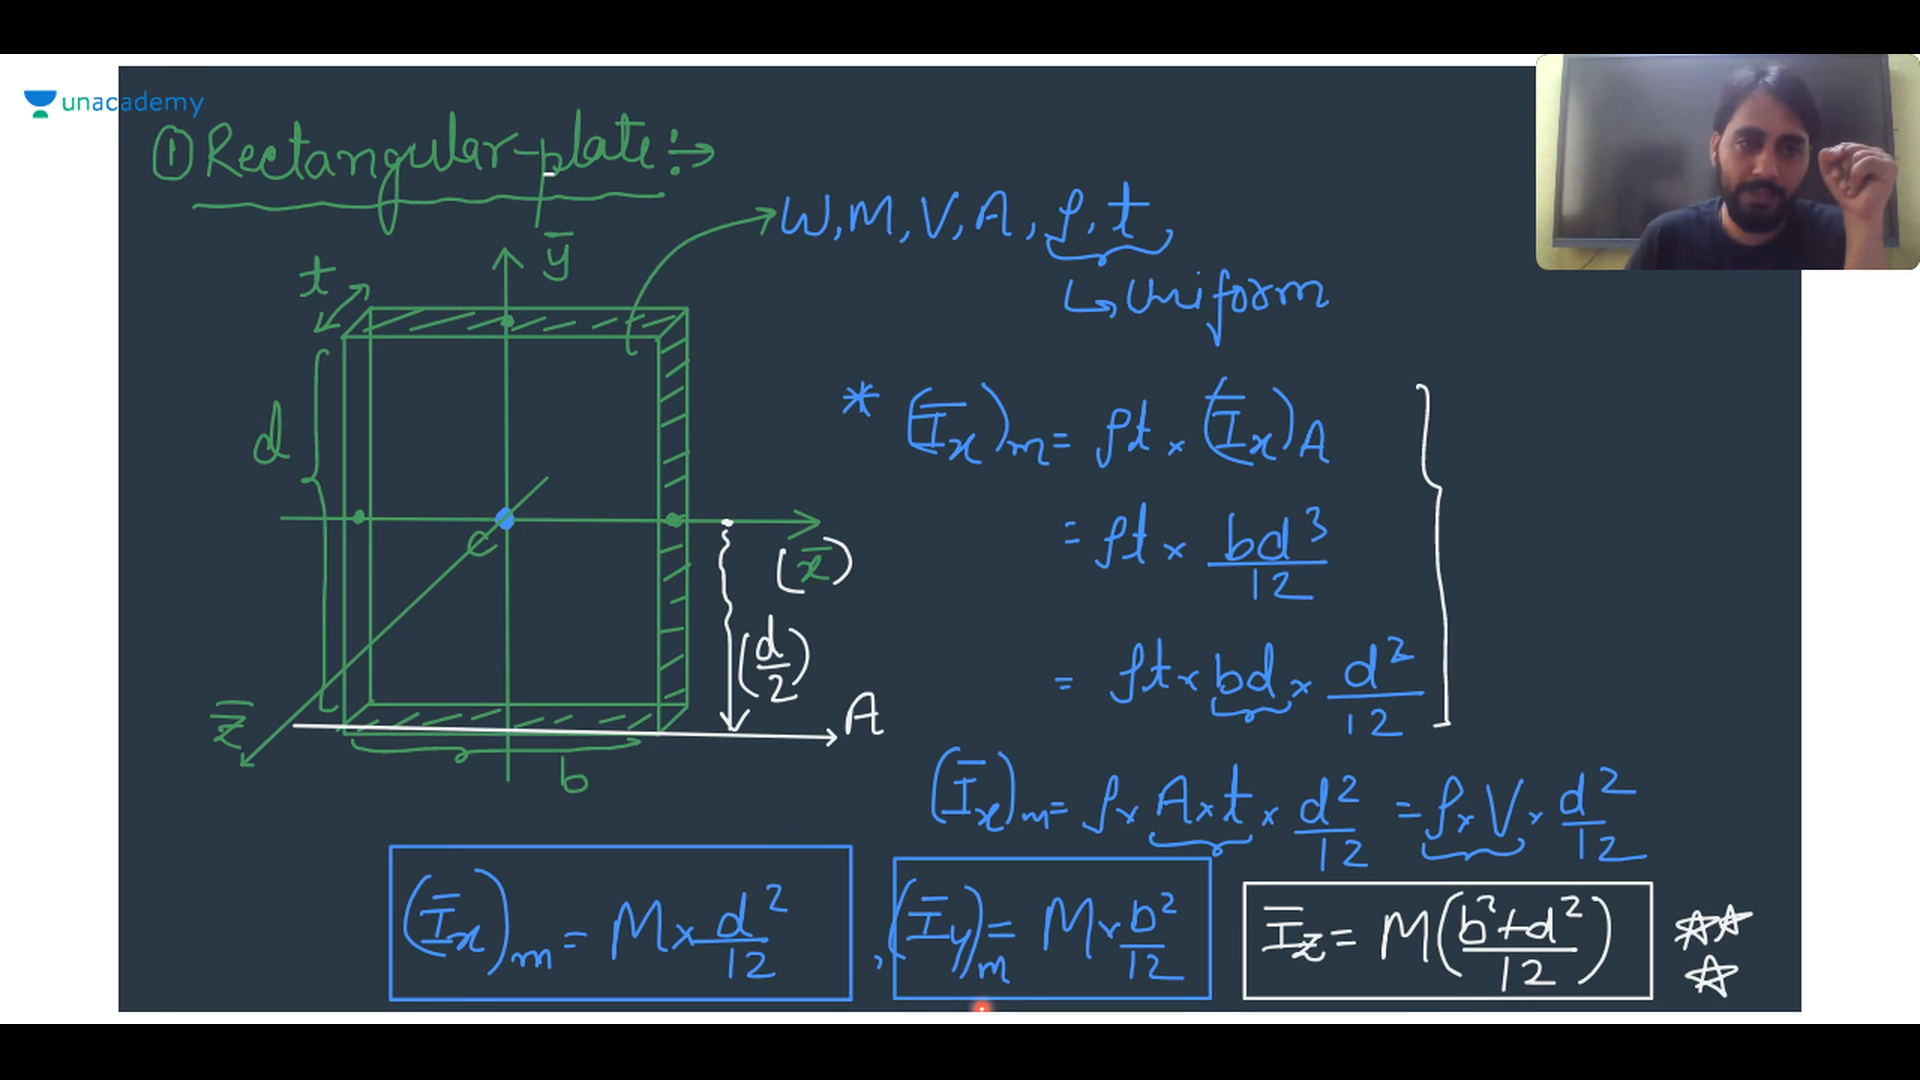 unacademy
① Rectangular-plate :→
W, M, V, A, ρ, t,
↳ Uniform
ȳ
t
d
c
(x̄)
(d/2)
z̄
A
b
* (Īx)m = ρt × (Īx)A
= ρt × bd³/12
= ρt × bd × d²/12
(Īx)m = ρ × A × t × d²/12 = ρ × V × d²/12
(Īx)m = M × d²/12 , (Īy)m = M × b²/12 Īz = M(b²+d²/12)